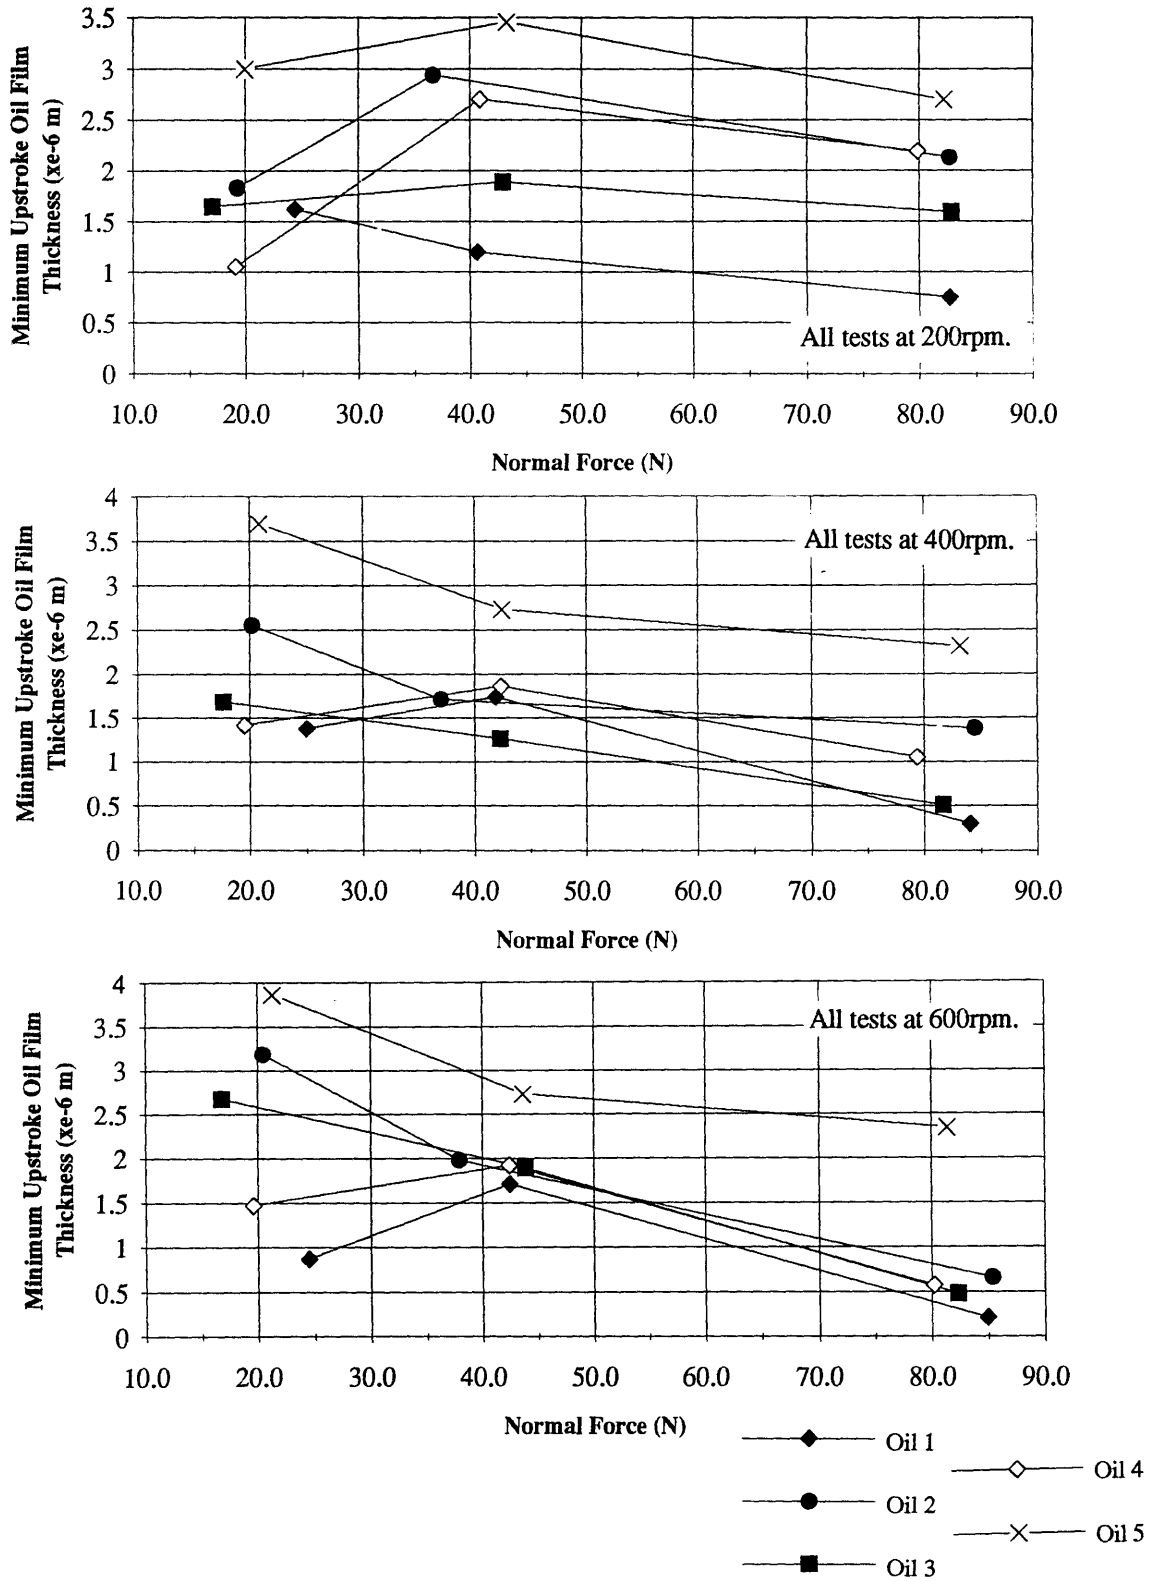 Minimum Upstroke Oil Film
Thickness (xe-6 m)
3.5
3
2.5
2
1.5
1
0.5
0
All tests at 200rpm.
10.0 20.0 30.0 40.0 50.0 60.0 70.0 80.0 90.0
Normal Force (N)
Minimum Upstroke Oil Film
Thickness (xe-6 m)
4
3.5
3
2.5
2
1.5
1
0.5
0
All tests at 400rpm.
10.0 20.0 30.0 40.0 50.0 60.0 70.0 80.0 90.0
Normal Force (N)
Minimum Upstroke Oil Film
Thickness (xe-6 m)
4
3.5
3
2.5
2
1.5
1
0.5
0
All tests at 600rpm.
10.0 20.0 30.0 40.0 50.0 60.0 70.0 80.0 90.0
Normal Force (N)
Oil 1
Oil 4
Oil 2
Oil 5
Oil 3